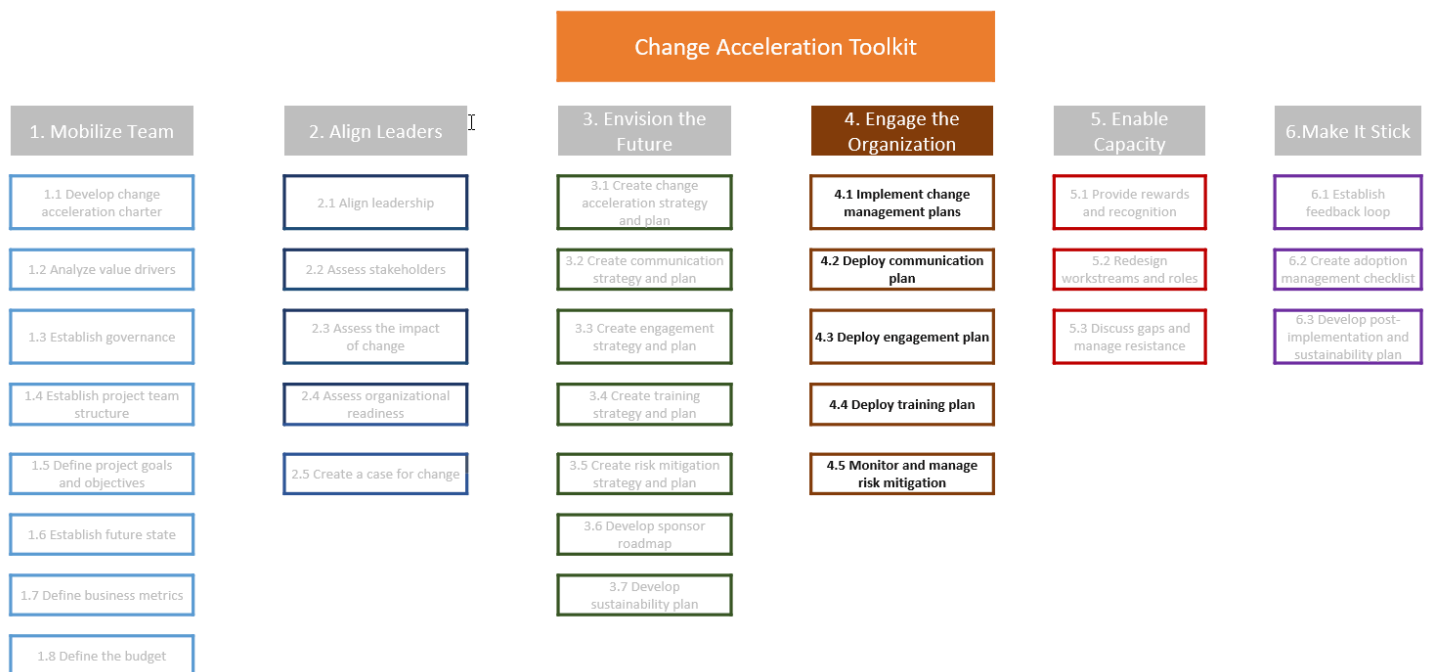 Change Acceleration Toolkit
1. Mobilize Team
1.1 Develop change
acceleration charter
1.2 Analyze value drivers
1.3 Establish governance
1.4 Establish project team
structure
1.5 Define project goals
and objectives
1.6 Establish future state
1.7 Define business metrics
1.8 Define the budget
2. Align Leaders
2.1 Align leadership
2.2 Assess stakeholders
2.3 Assess the impact
of change
2.4 Assess organizational
readiness
2.5 Create a case for change
3. Envision the
Future
3.1 Create change
acceleration strategy
and plan
3.2 Create communication
strategy and plan
3.3 Create engagement
strategy and plan
3.4 Create training
strategy and plan
3.5 Create risk mitigation
strategy and plan
3.6 Develop sponsor
roadmap
3.7 Develop
sustainability plan
4. Engage the
Organization
4.1 Implement change
management plans
4.2 Deploy communication
plan
4.3 Deploy engagement plan
4.4 Deploy training plan
4.5 Monitor and manage
risk mitigation
5. Enable
Capacity
5.1 Provide rewards
and recognition
5.2 Redesign
workstreams and roles
5.3 Discuss gaps and
manage resistance
6.Make It Stick
6.1 Establish
feedback loop
6.2 Create adoption
management checklist
6.3 Develop post-
implementation and
sustainability plan